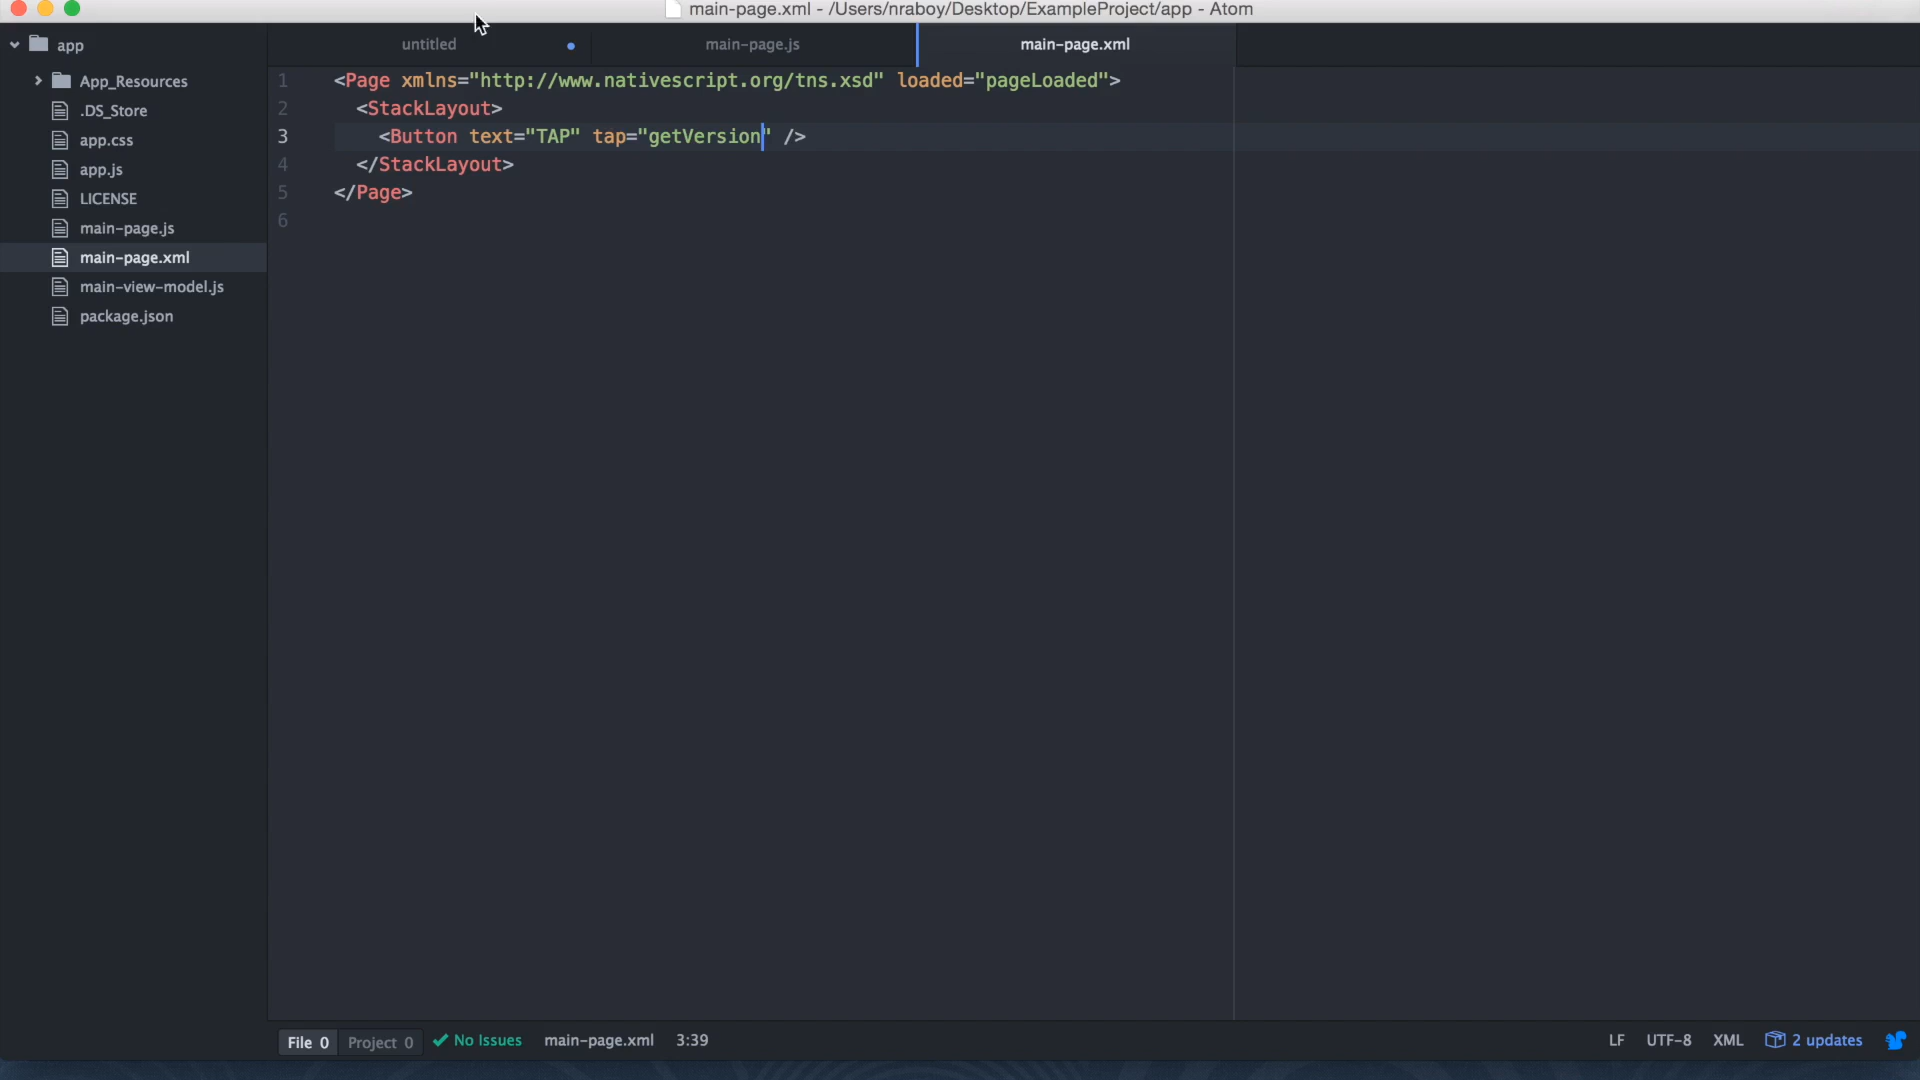 main-page.xml - /Users/nraboy/Desktop/ExampleProject/app - Atom
app
App_Resources
.DS_Store
app.css
app.js
LICENSE
main-page.js
main-page.xml
main-view-model.js
package.json
untitled
main-page.js
main-page.xml
1 <Page xmlns="http://www.nativescript.org/tns.xsd" loaded="pageLoaded">
2 <StackLayout>
3 <Button text="TAP" tap="getVersion" />
4 </StackLayout>
5 </Page>
6
File 0 Project 0 No Issues main-page.xml 3:39
LF UTF-8 XML 2 updates